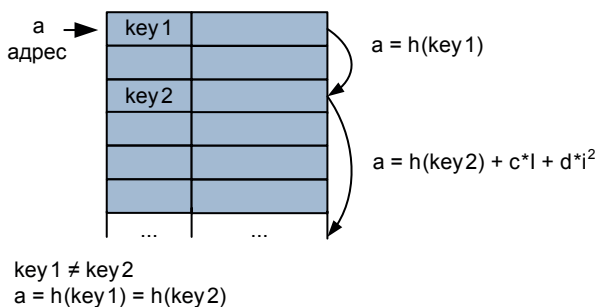 а
адрес
key1
a = h(key1)
key2
a = h(key2) + c*I + d*i²
...
...
key1 ≠ key2
a = h(key1) = h(key2)